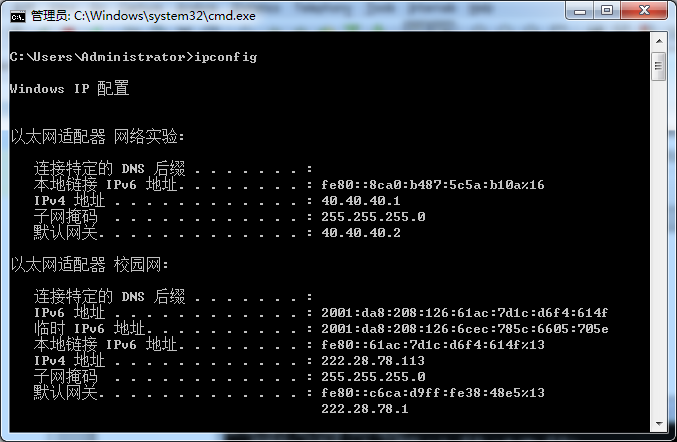 管理员: C:\Windows\system32\cmd.exe
C:\Users\Administrator>ipconfig
Windows IP 配置
以太网适配器 网络实验:
连接特定的 DNS 后缀 . . . . . . . :
本地链接 IPv6 地址. . . . . . . . : fe80::8ca0:b487:5c5a:b10a%16
IPv4 地址 . . . . . . . . . . . . : 40.40.40.1
子网掩码 . . . . . . . . . . . . : 255.255.255.0
默认网关. . . . . . . . . . . . . : 40.40.40.2
以太网适配器 校园网:
连接特定的 DNS 后缀 . . . . . . . :
IPv6 地址 . . . . . . . . . . . . : 2001:da8:208:126:61ac:7d1c:d6f4:614f
临时 IPv6 地址. . . . . . . . . . : 2001:da8:208:126:6cec:785c:6605:705e
本地链接 IPv6 地址. . . . . . . . : fe80::61ac:7d1c:d6f4:614f%13
IPv4 地址 . . . . . . . . . . . . : 222.28.78.113
子网掩码 . . . . . . . . . . . . : 255.255.255.0
默认网关. . . . . . . . . . . . . : fe80::c6ca:d9ff:fe38:48e5%13
222.28.78.1